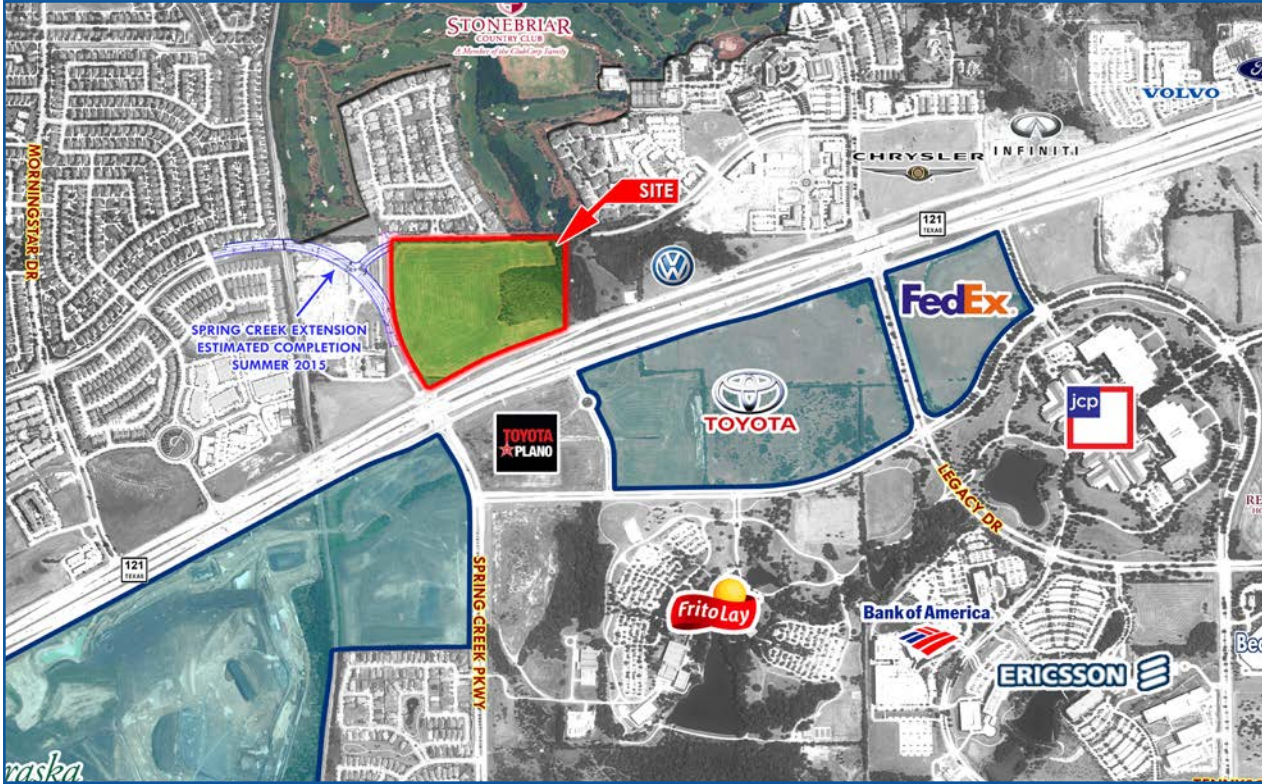 STONEBRIAR
COUNTRY CLUB
A Member of the ClubCorp Family
VOLVO
INFINITI
CHRYSLER
MORNINGSTAR DR
SITE
121
TEXAS
SPRING CREEK EXTENSION
ESTIMATED COMPLETION
SUMMER 2015
FedEx
jcp
TOYOTA
TOYOTA
PLANO
LEGACY DR
121
TEXAS
SPRING CREEK PKWY
FritoLay
Bank of America
ERICSSON